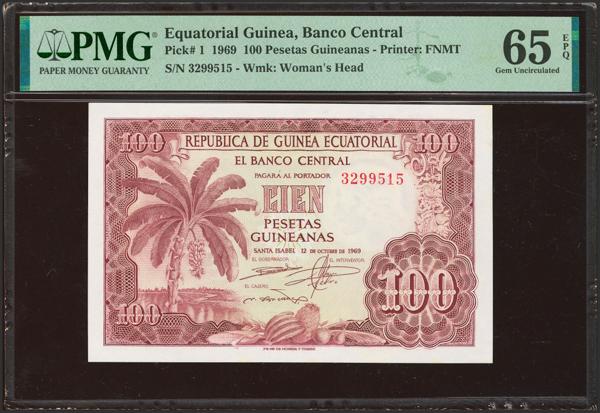 PMG
PAPER MONEY GUARANTY
Equatorial Guinea, Banco Central
Pick# 1 1969 100 Pesetas Guineanas - Printer: FNMT
S/N 3299515 - Wmk: Woman's Head
65 EPQ
Gem Uncirculated
100 100
REPUBLICA DE GUINEA ECUATORIAL
EL BANCO CENTRAL
PAGARA AL PORTADOR
3299515
CIEN
PESETAS
GUINEANAS
SANTA ISABEL 12 DE OCTUBRE DE 1969
EL GOBERNADOR EL INTERVENTOR
EL CAJERO
100
100